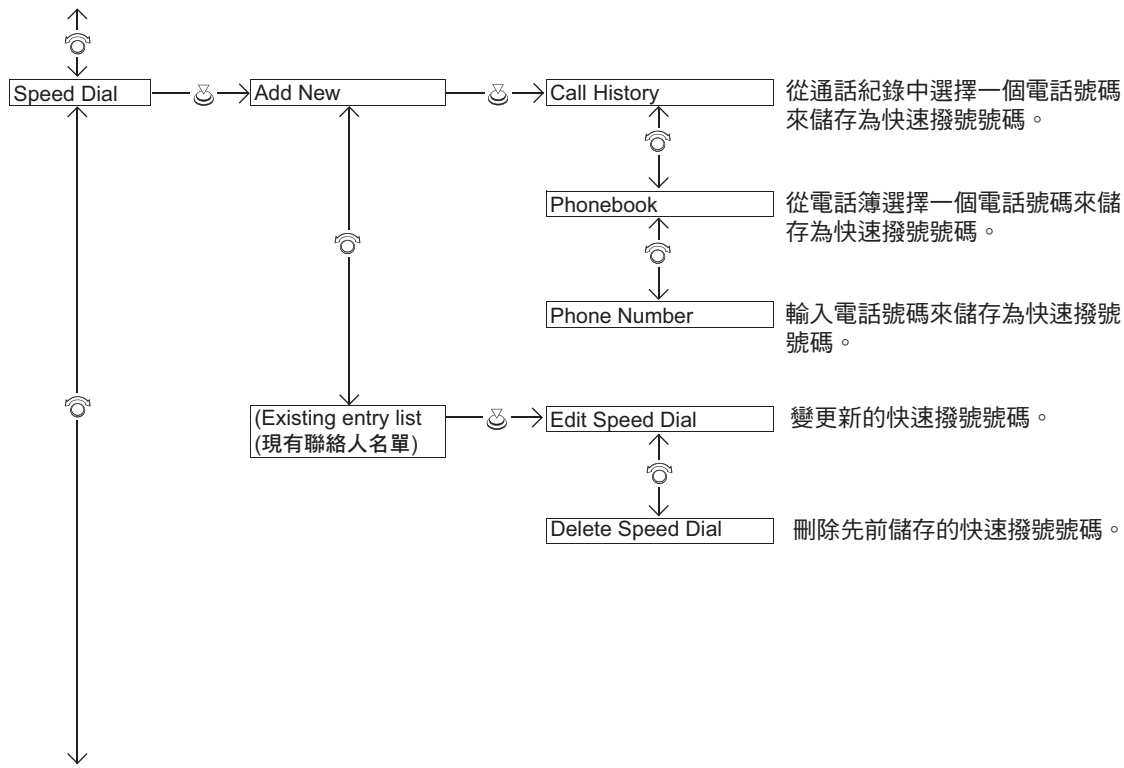 Speed Dial
Add New
Call History
從通話紀錄中選擇一個電話號碼
來儲存為快速撥號號碼。
Phonebook
從電話簿選擇一個電話號碼來儲
存為快速撥號號碼。
Phone Number
輸入電話號碼來儲存為快速撥號
號碼。
(Existing entry list
(現有聯絡人名單)
Edit Speed Dial
變更新的快速撥號號碼。
Delete Speed Dial
刪除先前儲存的快速撥號號碼。